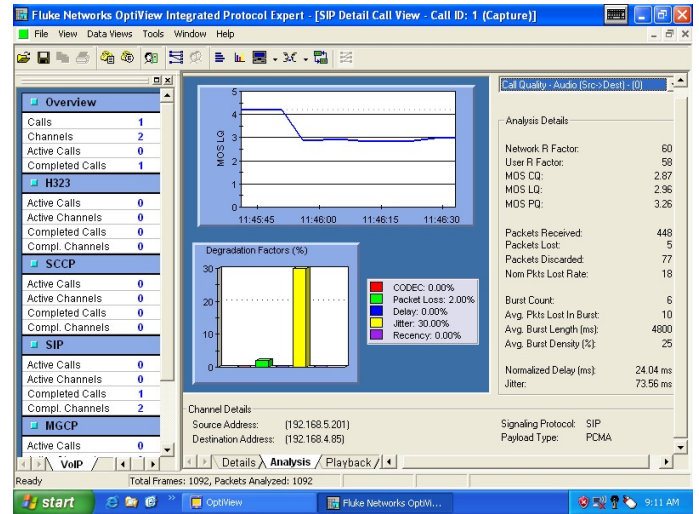 Fluke Networks OptiView Integrated Protocol Expert - [SIP Detail Call View - Call ID: 1 (Capture)]
File View Data Views Tools Window Help
Overview
Calls 1
Channels 2
Active Calls 0
Completed Calls 1
H323
Active Calls 0
Active Channels 0
Completed Calls 0
Compl. Channels 0
SCCP
Active Calls 0
Active Channels 0
Completed Calls 0
Compl. Channels 0
SIP
Active Calls 0
Active Channels 0
Completed Calls 1
Compl. Channels 2
MGCP
Active Calls 0
VoIP
MOS LQ
5
4
3
2
1
0
11:45:45 11:46:00 11:46:15 11:46:30
Degradation Factors (%)
30
20
10
0
CODEC: 0.00%
Packet Loss: 2.00%
Delay: 0.00%
Jitter: 30.00%
Recency: 0.00%
Call Quality - Audio (Src->Dest) - (0)
Analysis Details
Network R Factor: 60
User R Factor: 58
MOS CQ: 2.87
MOS LQ: 2.96
MOS PQ: 3.26
Packets Received: 448
Packets Lost: 5
Packets Discarded: 77
Nom Pkts Lost Rate: 18
Burst Count: 6
Avg. Pkts Lost In Burst: 10
Avg. Burst Length (ms): 4800
Avg. Burst Density (%): 25
Normalized Delay (ms): 24.04 ms
Jitter: 73.56 ms
Channel Details
Source Address: (192.168.5.201) Signaling Protocol: SIP
Destination Address: (192.168.4.85) Payload Type: PCMA
Details Analysis Playback
Ready Total Frames: 1092, Packets Analyzed: 1092
start OptiView Fluke Networks OptiVi... 9:11 AM